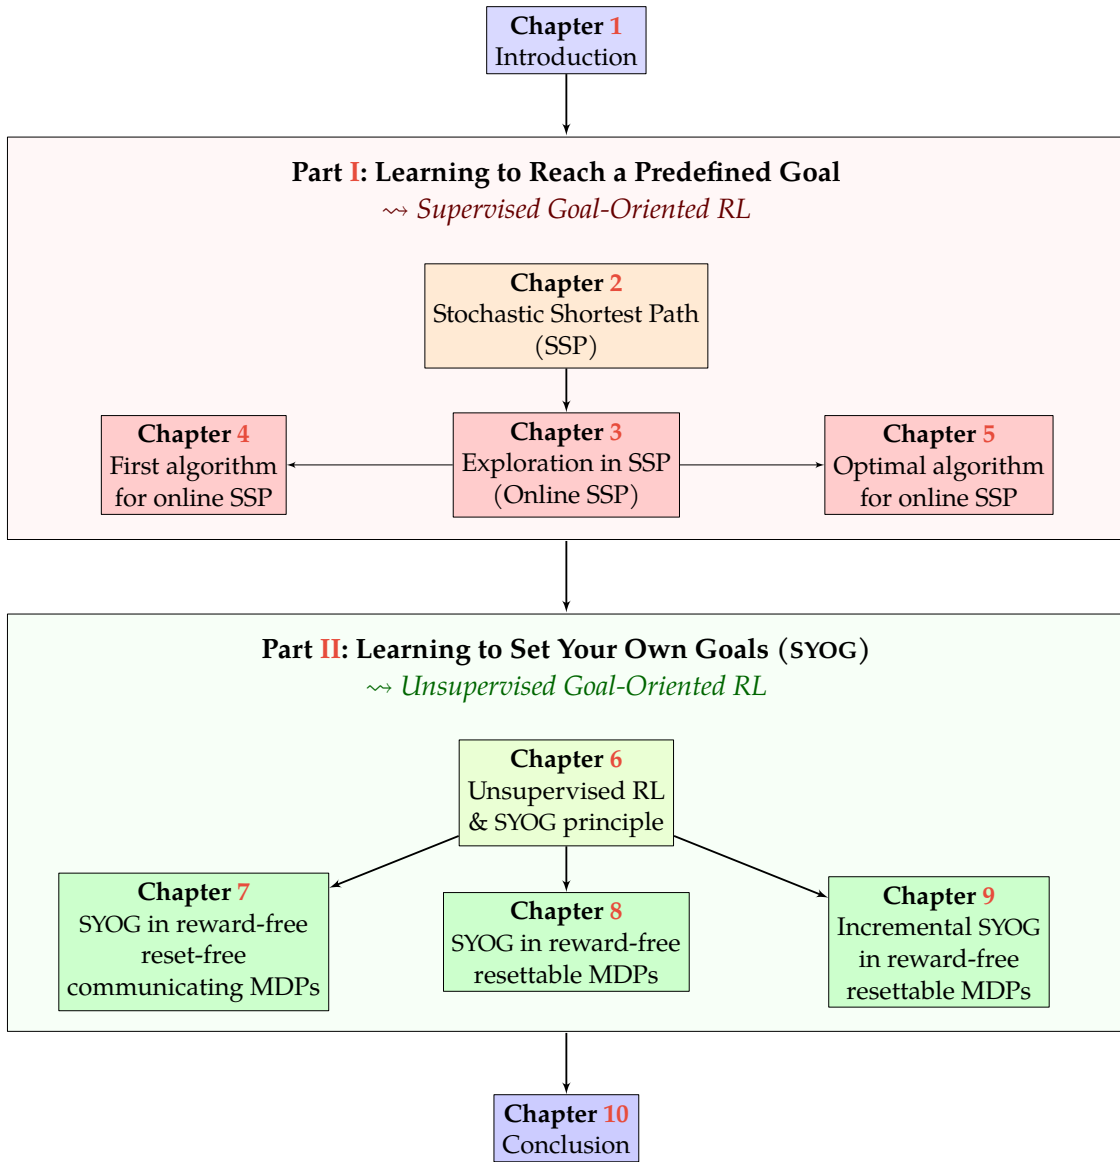 Chapter 1
Introduction
Part I: Learning to Reach a Predefined Goal
⇝ Supervised Goal-Oriented RL
Chapter 2
Stochastic Shortest Path
(SSP)
Chapter 4
First algorithm
for online SSP
Chapter 3
Exploration in SSP
(Online SSP)
Chapter 5
Optimal algorithm
for online SSP
Part II: Learning to Set Your Own Goals (SYOG)
⇝ Unsupervised Goal-Oriented RL
Chapter 6
Unsupervised RL
& SYOG principle
Chapter 7
SYOG in reward-free
reset-free
communicating MDPs
Chapter 8
SYOG in reward-free
resettable MDPs
Chapter 9
Incremental SYOG
in reward-free
resettable MDPs
Chapter 10
Conclusion